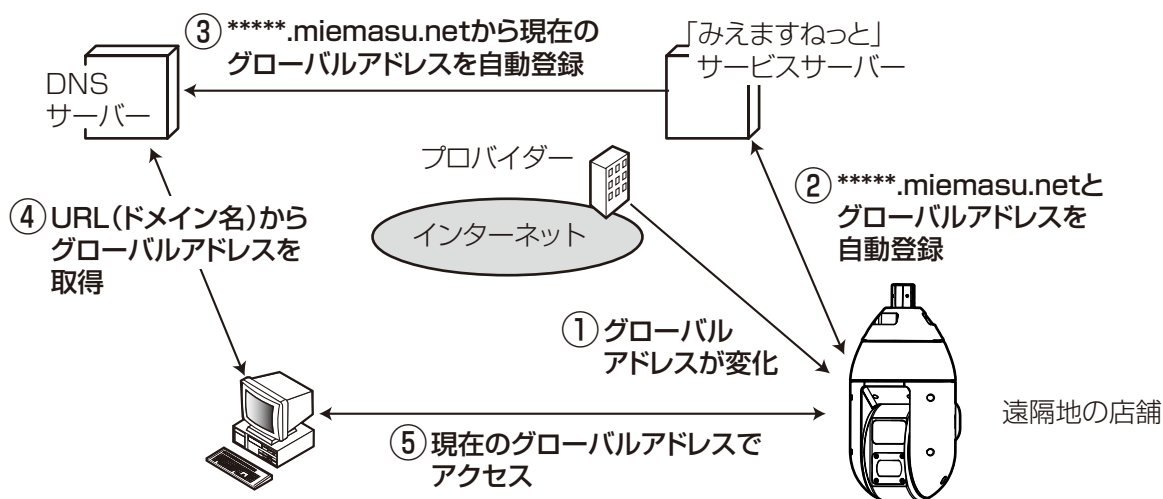 ③*****.miemasu.netから現在の
グローバルアドレスを自動登録
「みえますねっと」
サービスサーバー
DNS
サーバー
プロバイダー
②*****.miemasu.netと
グローバルアドレスを
自動登録
④URL(ドメイン名)から
グローバルアドレスを
取得
インターネット
①グローバル
アドレスが変化
遠隔地の店舗
⑤現在のグローバルアドレスで
アクセス